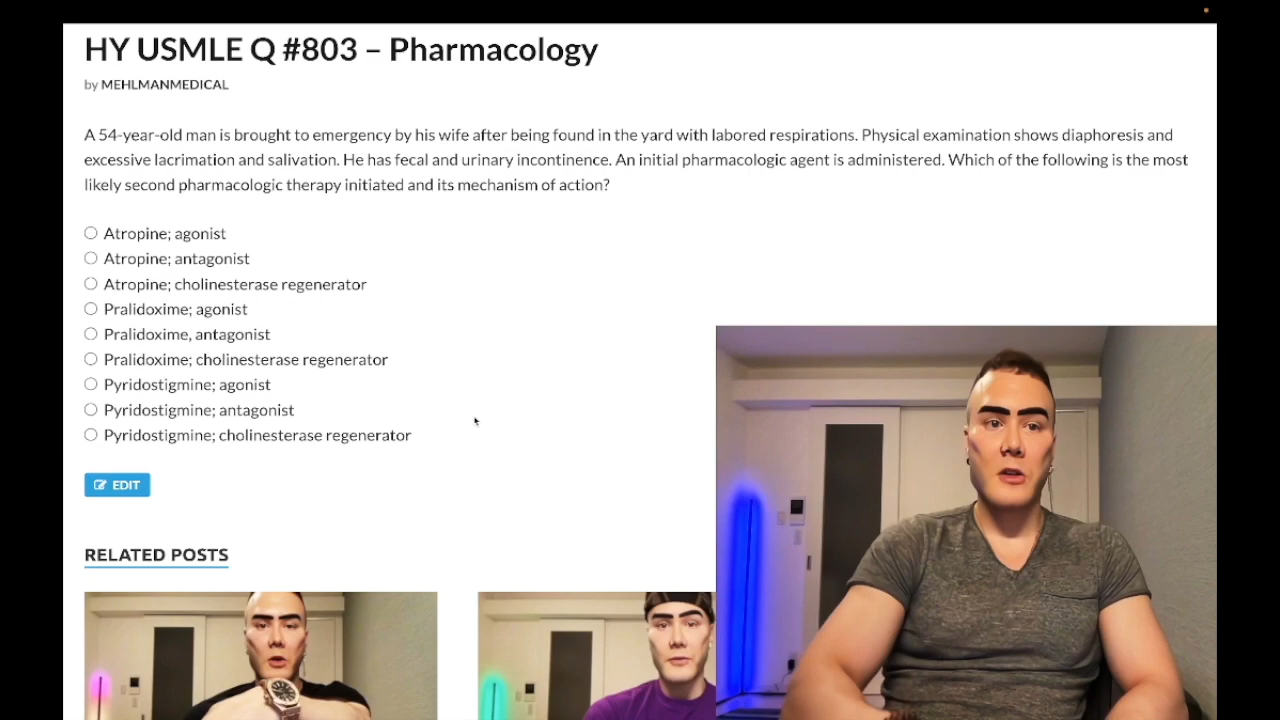 HY USMLE Q #803 – Pharmacology
by MEHLMANMEDICAL
A 54-year-old man is brought to emergency by his wife after being found in the yard with labored respirations. Physical examination shows diaphoresis and
excessive lacrimation and salivation. He has fecal and urinary incontinence. An initial pharmacologic agent is administered. Which of the following is the most
likely second pharmacologic therapy initiated and its mechanism of action?
Atropine; agonist
Atropine; antagonist
Atropine; cholinesterase regenerator
Pralidoxime; agonist
Pralidoxime, antagonist
Pralidoxime; cholinesterase regenerator
Pyridostigmine; agonist
Pyridostigmine; antagonist
Pyridostigmine; cholinesterase regenerator
EDIT
RELATED POSTS